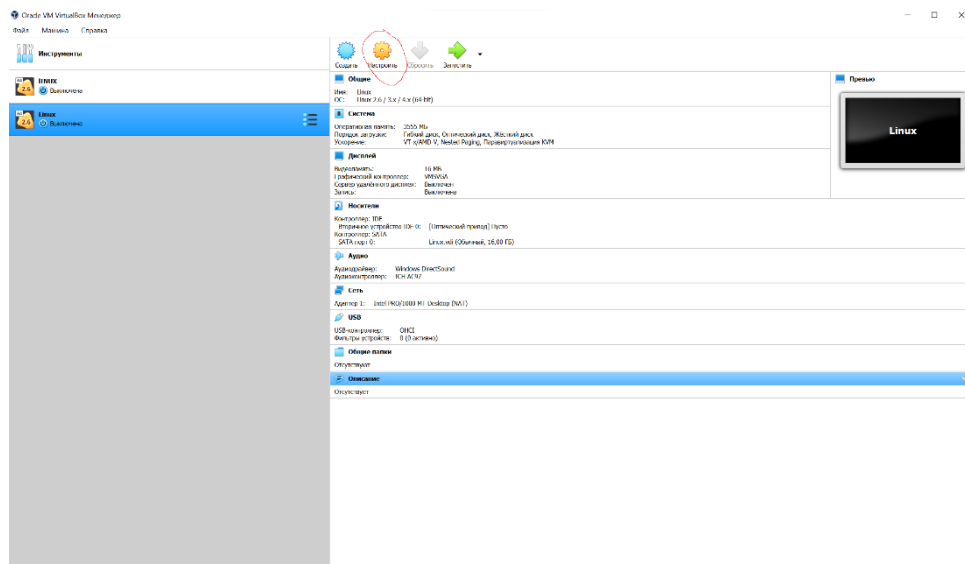 Oracle VM VirtualBox Менеджер
Файл Машина Справка
Инструменты
Создать Настроить Сбросить Запустить
2.6
Выключена
2.6 Linux
Выключена
Общие
Имя: Linux
ОС: Linux 2.6 / 3.x / 4.x (64-bit)
Система
Оперативная память: 3555 МБ
Порядок загрузки: Гибкий диск, Оптический диск, Жёсткий диск
Ускорение: VT-x/AMD-V, Nested Paging, Паравиртуализация KVM
Дисплей
Видеопамять: 16 МБ
Графический контроллер: VMSVGA
Сервер удалённого дисплея: Выключен
Запись: Выключена
Носители
Контроллер: IDE
Вторичное устройство IDE 0: [Оптический привод] Пусто
Контроллер: SATA
SATA порт 0: Linux.vdi (Обычный, 16,00 ГБ)
Аудио
Аудиодрайвер: Windows DirectSound
Аудиоконтроллер: ICH AC97
Сеть
Адаптер 1: Intel PRO/1000 MT Desktop (NAT)
USB
USB-контроллер: OHCI
Фильтры устройств: 0 (0 активно)
Общие папки
Отсутствуют
Описание
Отсутствует
Превью
Linux